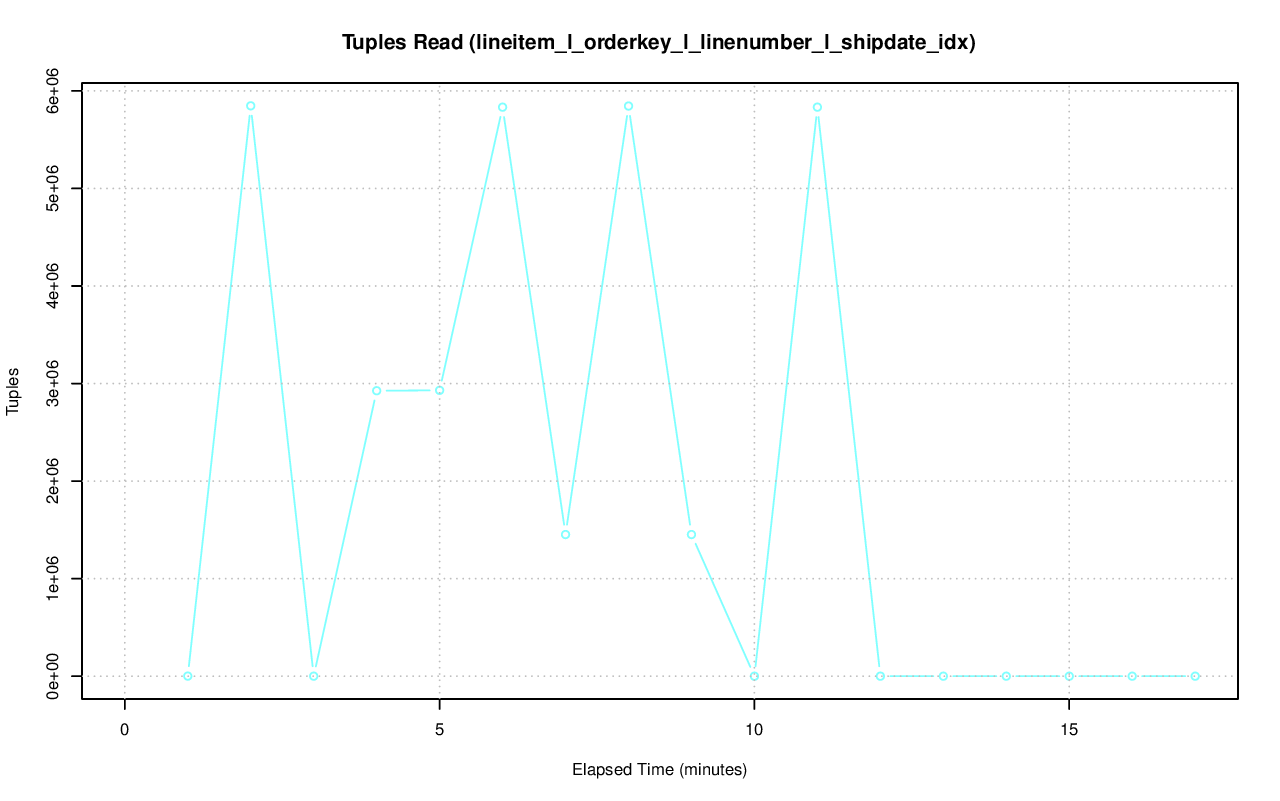 Tuples Read (lineitem_l_orderkey_l_linenumber_l_shipdate_idx)
6e+06
5e+06
4e+06
3e+06
2e+06
1e+06
0e+00
Tuples
0 5 10 15
Elapsed Time (minutes)